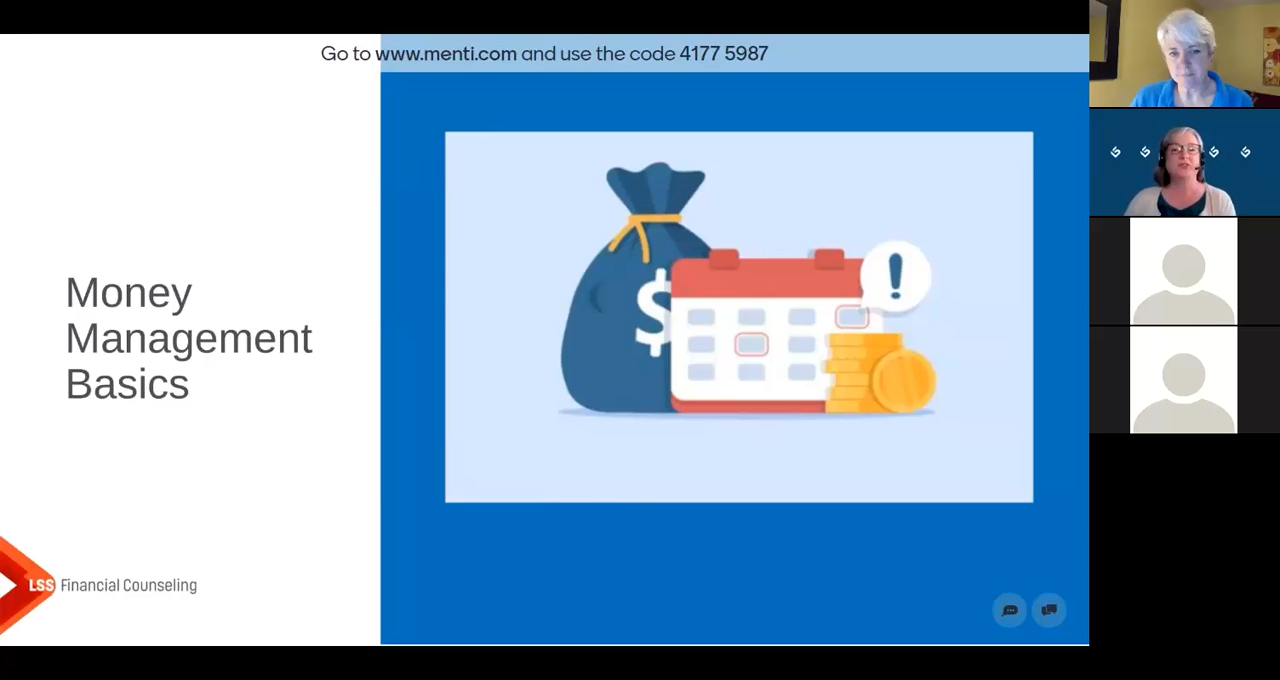 Go to www.menti.com and use the code 4177 5987
Money
Management
Basics
$
!
LSS Financial Counseling